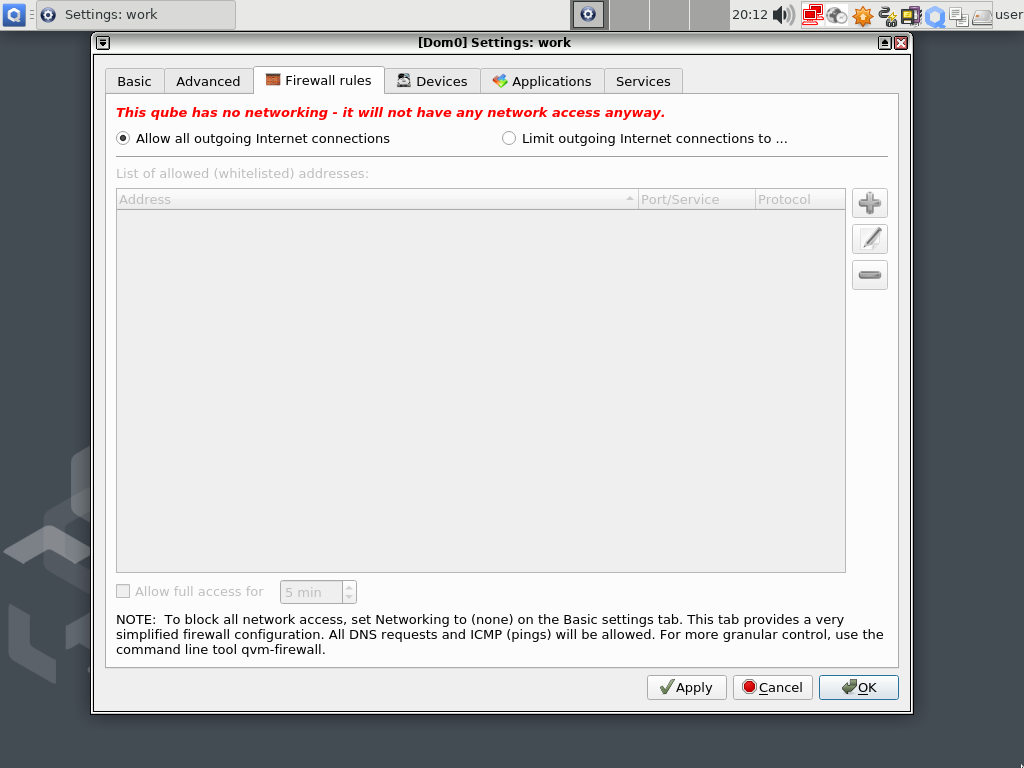 Settings: work
20:12
user
[Dom0] Settings: work
Basic
Advanced
Firewall rules
Devices
Applications
Services
This qube has no networking - it will not have any network access anyway.
Allow all outgoing Internet connections
Limit outgoing Internet connections to ...
List of allowed (whitelisted) addresses:
Address
Port/Service
Protocol
Allow full access for
5 min
NOTE:  To block all network access, set Networking to (none) on the Basic settings tab. This tab provides a very
simplified firewall configuration. All DNS requests and ICMP (pings) will be allowed. For more granular control, use the
command line tool qvm-firewall.
Apply
Cancel
OK